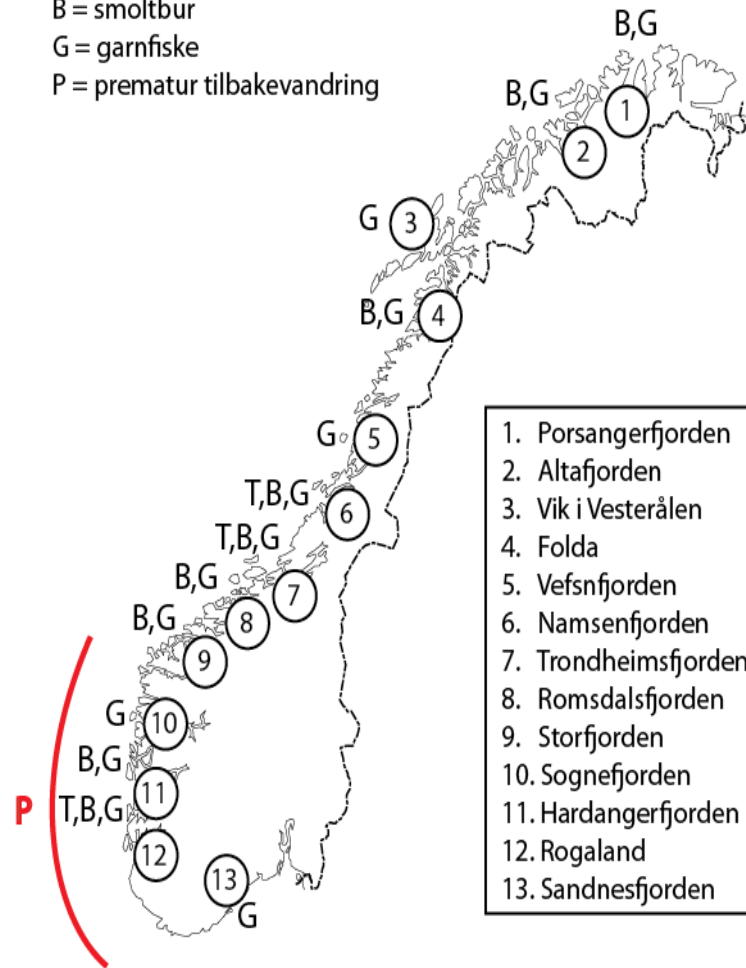 B = smoltbur
G = garnfiske
P = prematur tilbakevandring
B,G
B,G
1
2
G
3
B,G
4
G
5
T,B,G
6
T,B,G
7
B,G
8
B,G
9
G
10
B,G
11
P
T,B,G
12
13
G
1. Porsangerfjorden
2. Altafjorden
3. Vik i Vesterålen
4. Folda
5. Vefsnfjorden
6. Namsenfjorden
7. Trondheimsfjorden
8. Romsdalsfjorden
9. Storfjorden
10. Sognefjorden
11. Hardangerfjorden
12. Rogaland
13. Sandnesfjorden